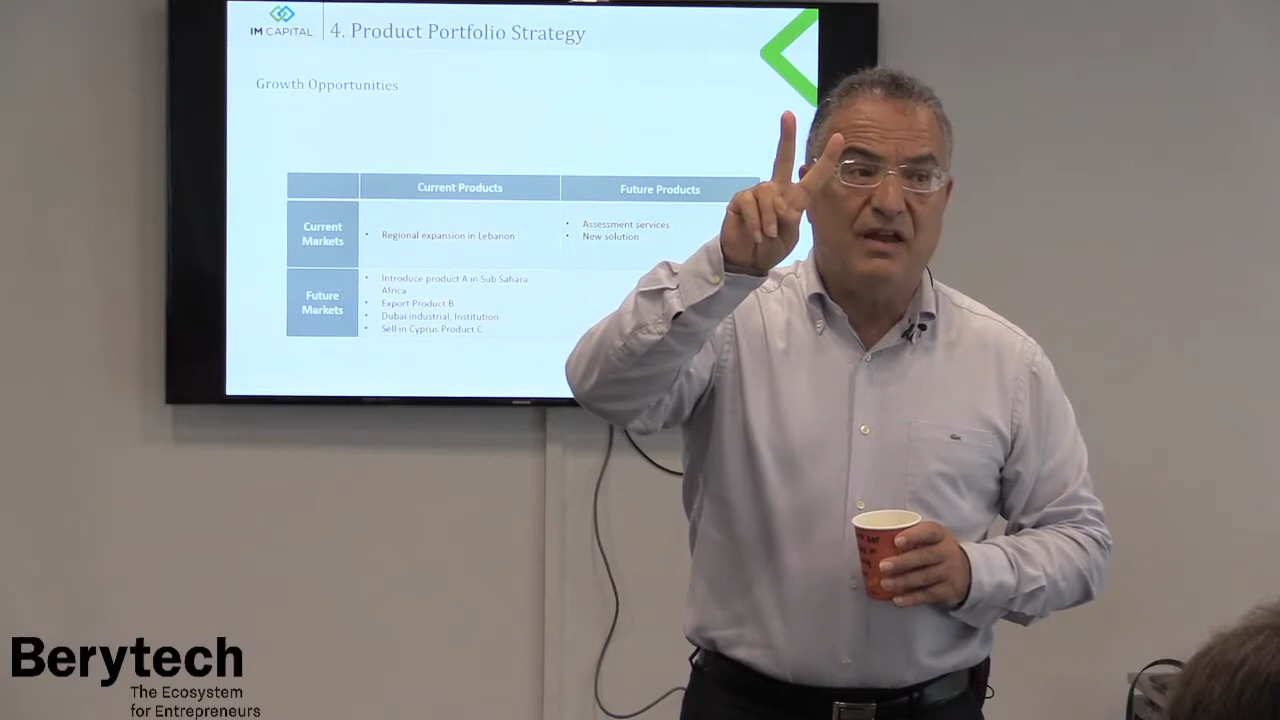 IM CAPITAL
4. Product Portfolio Strategy
Growth Opportunities
Current Products
Future Products
Current
Markets
• Regional expansion in Lebanon
• Assessment services
• New solution
Future
Markets
• Introduce product A in Sub Sahara
Africa
• Export Product B
• Dubai industrial, Institution
• Sell in Cyprus Product C
Berytech
The Ecosystem
for Entrepreneurs